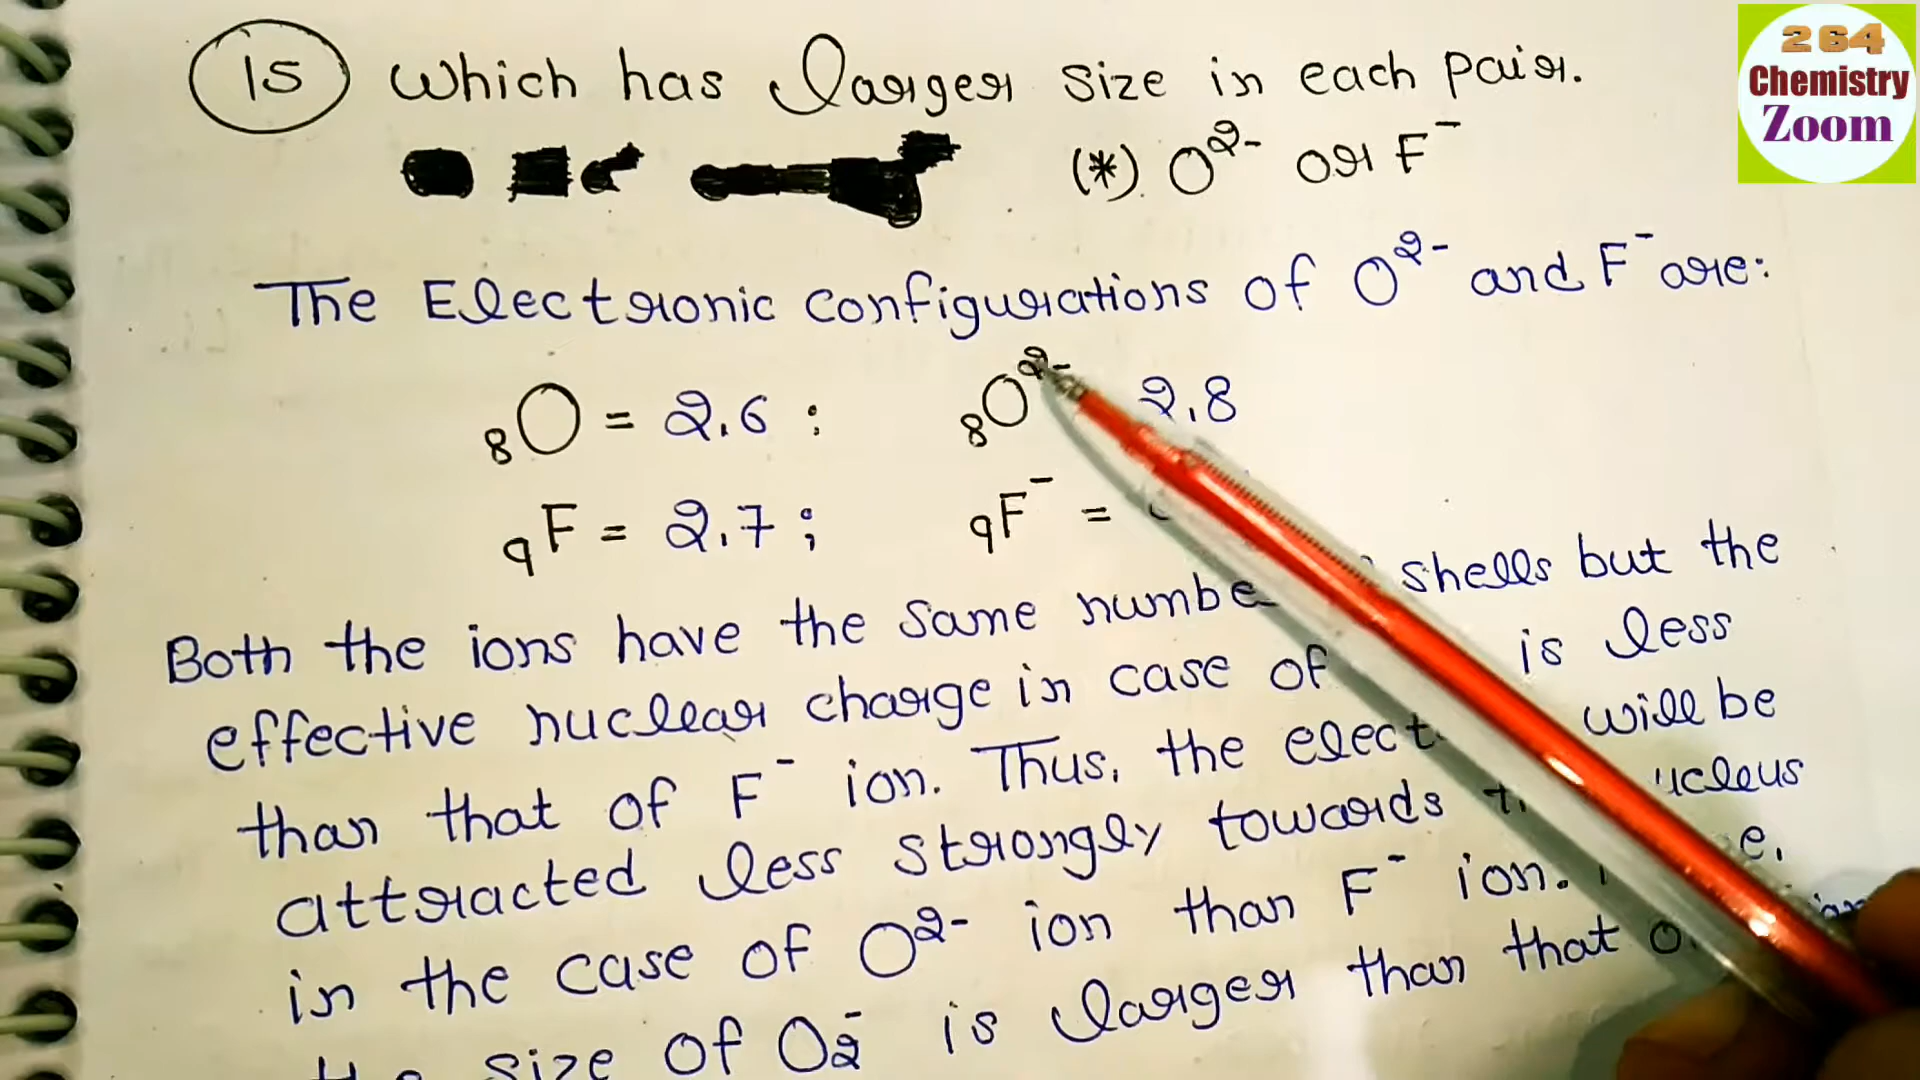 264
Chemistry
Zoom
15 Which has larger size in each pair.
(*) O²⁻ or F⁻
The Electronic configurations of O²⁻ and F⁻ are:
₈O = 2.6 ; ₈O²⁻ 2.8
₉F = 2.7 ; ₉F⁻ =
Both the ions have the same shells but the
effective nuclear charge in case of is less
than that of F⁻ ion. Thus, the will be
attracted less strongly towards
in the case of O²⁻ ion than F⁻ ion.
size of O₂⁻ is larger than that